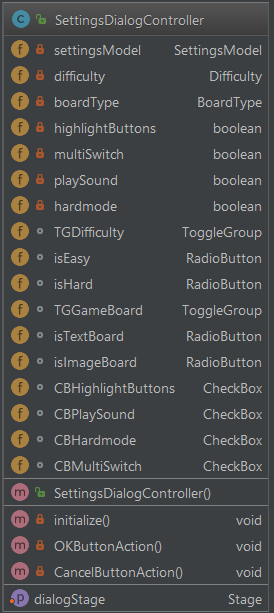 C SettingsDialogController
f settingsModel SettingsModel
f difficulty Difficulty
f boardType BoardType
f highlightButtons boolean
f multiSwitch boolean
f playSound boolean
f hardmode boolean
f TGDifficulty ToggleGroup
f isEasy RadioButton
f isHard RadioButton
f TGGameBoard ToggleGroup
f isTextBoard RadioButton
f isImageBoard RadioButton
f CBHighlightButtons CheckBox
f CBPlaySound CheckBox
f CBHardmode CheckBox
f CBMultiSwitch CheckBox
m SettingsDialogController()
m initialize() void
m OKButtonAction() void
m CancelButtonAction() void
p dialogStage Stage